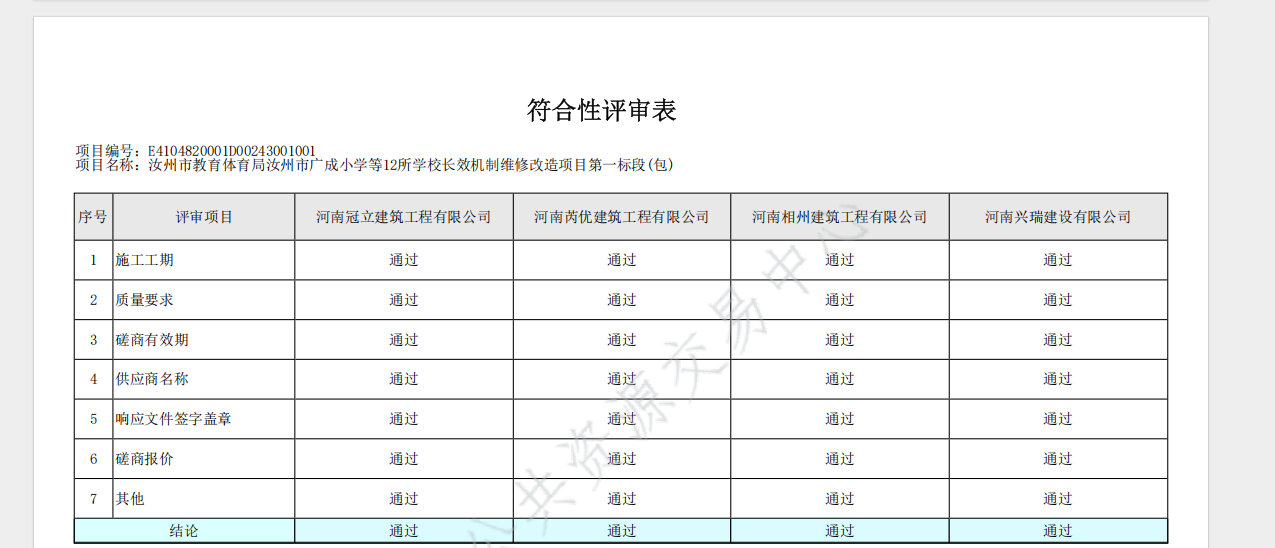 符合性评审表
项目编号：E4104820001D00243001001
项目名称：汝州市教育体育局汝州市广成小学等12所学校长效机制维修改造项目第一标段(包)
序号 评审项目 河南冠立建筑工程有限公司 河南芮优建筑工程有限公司 河南相州建筑工程有限公司 河南兴瑞建设有限公司
1 施工工期 通过 通过 通过 通过
2 质量要求 通过 通过 通过 通过
3 磋商有效期 通过 通过 通过 通过
4 供应商名称 通过 通过 通过 通过
5 响应文件签字盖章 通过 通过 通过 通过
6 磋商报价 通过 通过 通过 通过
7 其他 通过 通过 通过 通过
结论 通过 通过 通过 通过
公共资源交易中心